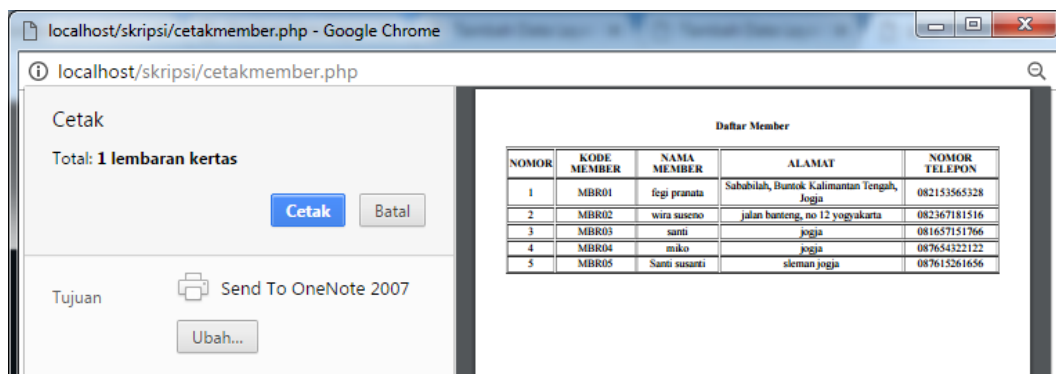 localhost/skripsi/cetakmember.php - Google Chrome
localhost/skripsi/cetakmember.php
Cetak
Total: 1 lembaran kertas
Cetak Batal
Tujuan Send To OneNote 2007
Ubah...
Daftar Member
NOMOR KODE MEMBER NAMA MEMBER ALAMAT NOMOR TELEPON
1 MBR01 fegi pranata Sababilah, Buntok Kalimantan Tengah, Jogja 082153565328
2 MBR02 wira suseno jalan banteng, no 12 yogyakarta 082367181516
3 MBR03 santi jogja 081657151766
4 MBR04 miko jogja 087654322122
5 MBR05 Santi susanti sleman jogja 087615261656